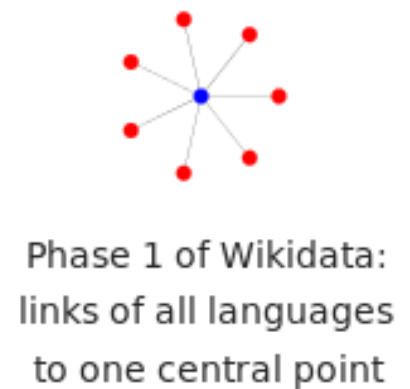 Phase 1 of Wikidata:
links of all languages
to one central point